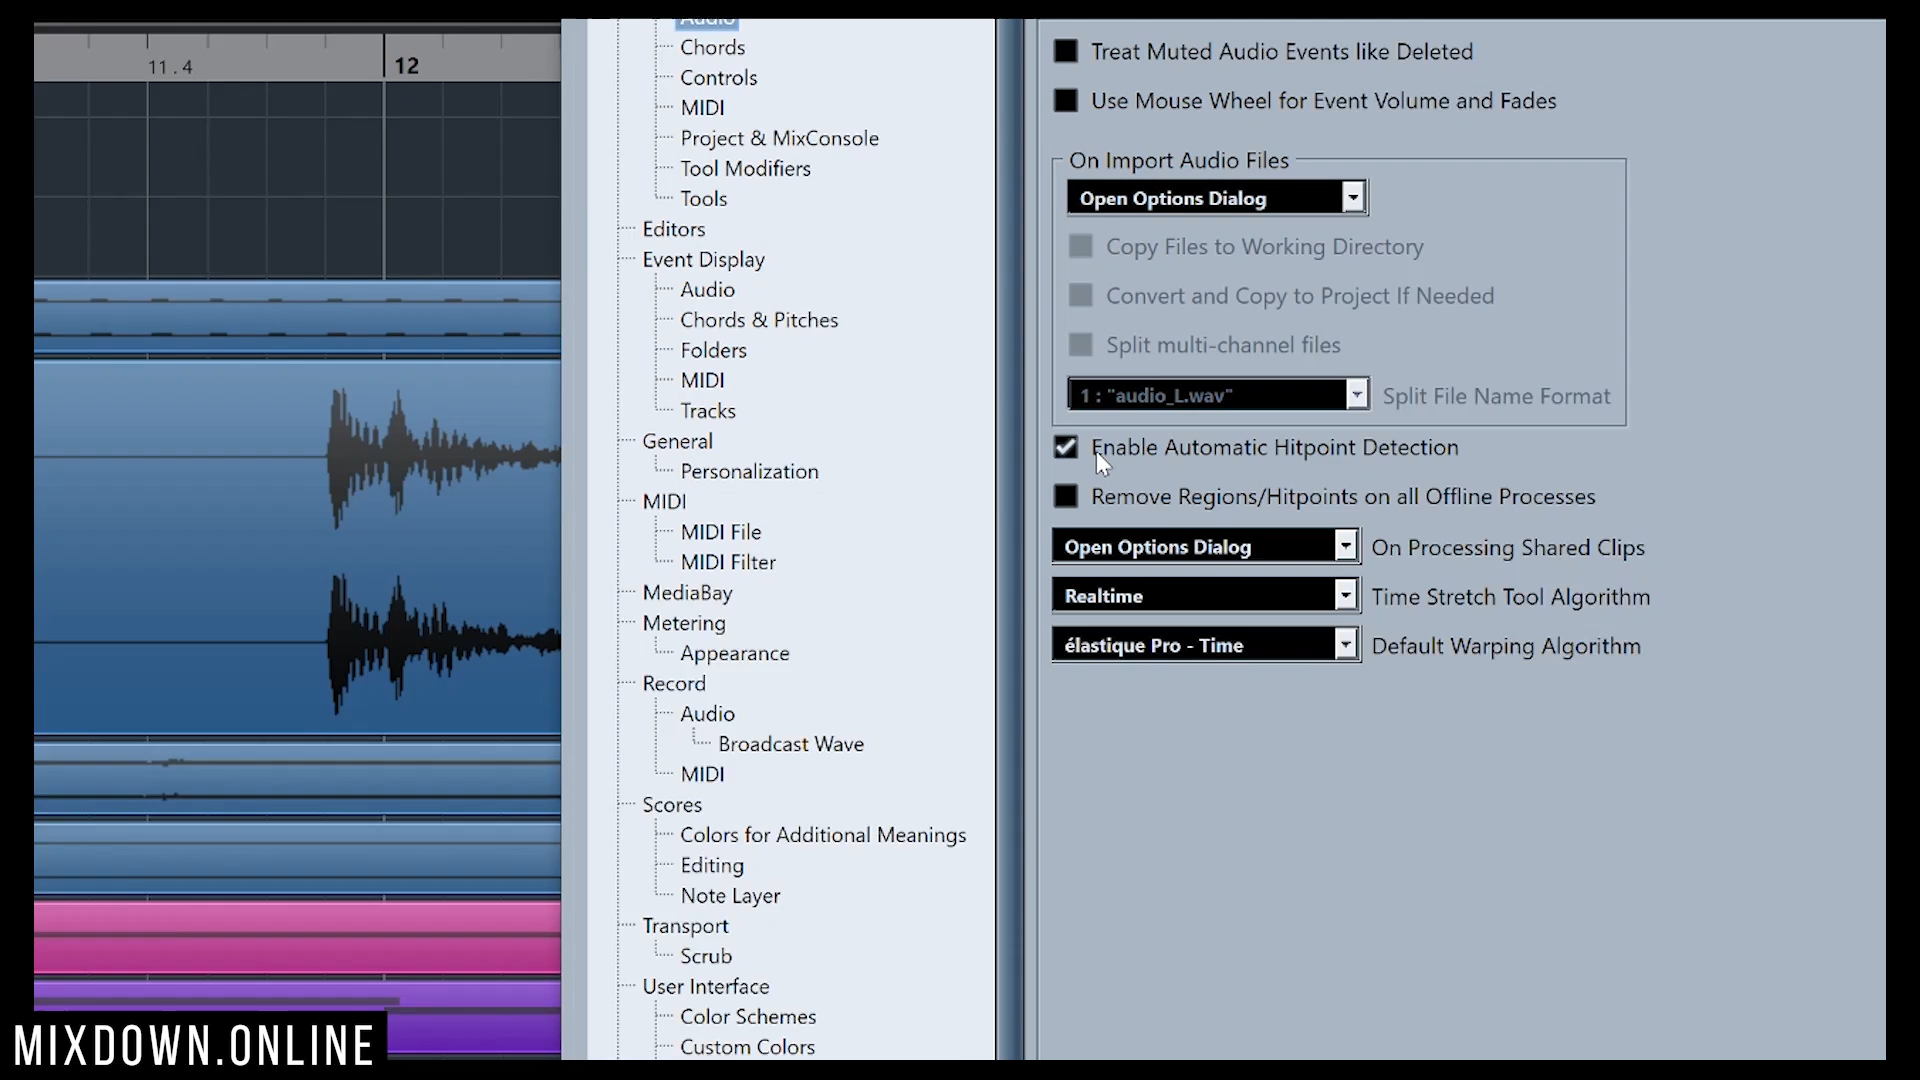 11.4
12
Audio
Chords
Controls
MIDI
Project & MixConsole
Tool Modifiers
Tools
Editors
Event Display
Audio
Chords & Pitches
Folders
MIDI
Tracks
General
Personalization
MIDI
MIDI File
MIDI Filter
MediaBay
Metering
Appearance
Record
Audio
Broadcast Wave
MIDI
Scores
Colors for Additional Meanings
Editing
Note Layer
Transport
Scrub
User Interface
Color Schemes
Custom Colors
Treat Muted Audio Events like Deleted
Use Mouse Wheel for Event Volume and Fades
On Import Audio Files
Open Options Dialog
Copy Files to Working Directory
Convert and Copy to Project If Needed
Split multi-channel files
1 : "audio_L.wav" Split File Name Format
Enable Automatic Hitpoint Detection
Remove Regions/Hitpoints on all Offline Processes
Open Options Dialog On Processing Shared Clips
Realtime Time Stretch Tool Algorithm
élastique Pro - Time Default Warping Algorithm
MIXDOWN.ONLINE